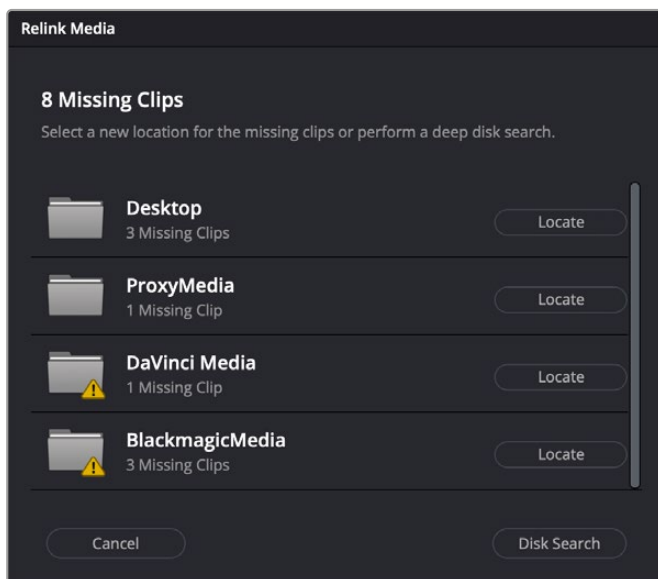 Relink Media
8 Missing Clips
Select a new location for the missing clips or perform a deep disk search.
Desktop
3 Missing Clips
Locate
ProxyMedia
1 Missing Clip
Locate
DaVinci Media
1 Missing Clip
Locate
BlackmagicMedia
3 Missing Clips
Locate
Cancel
Disk Search